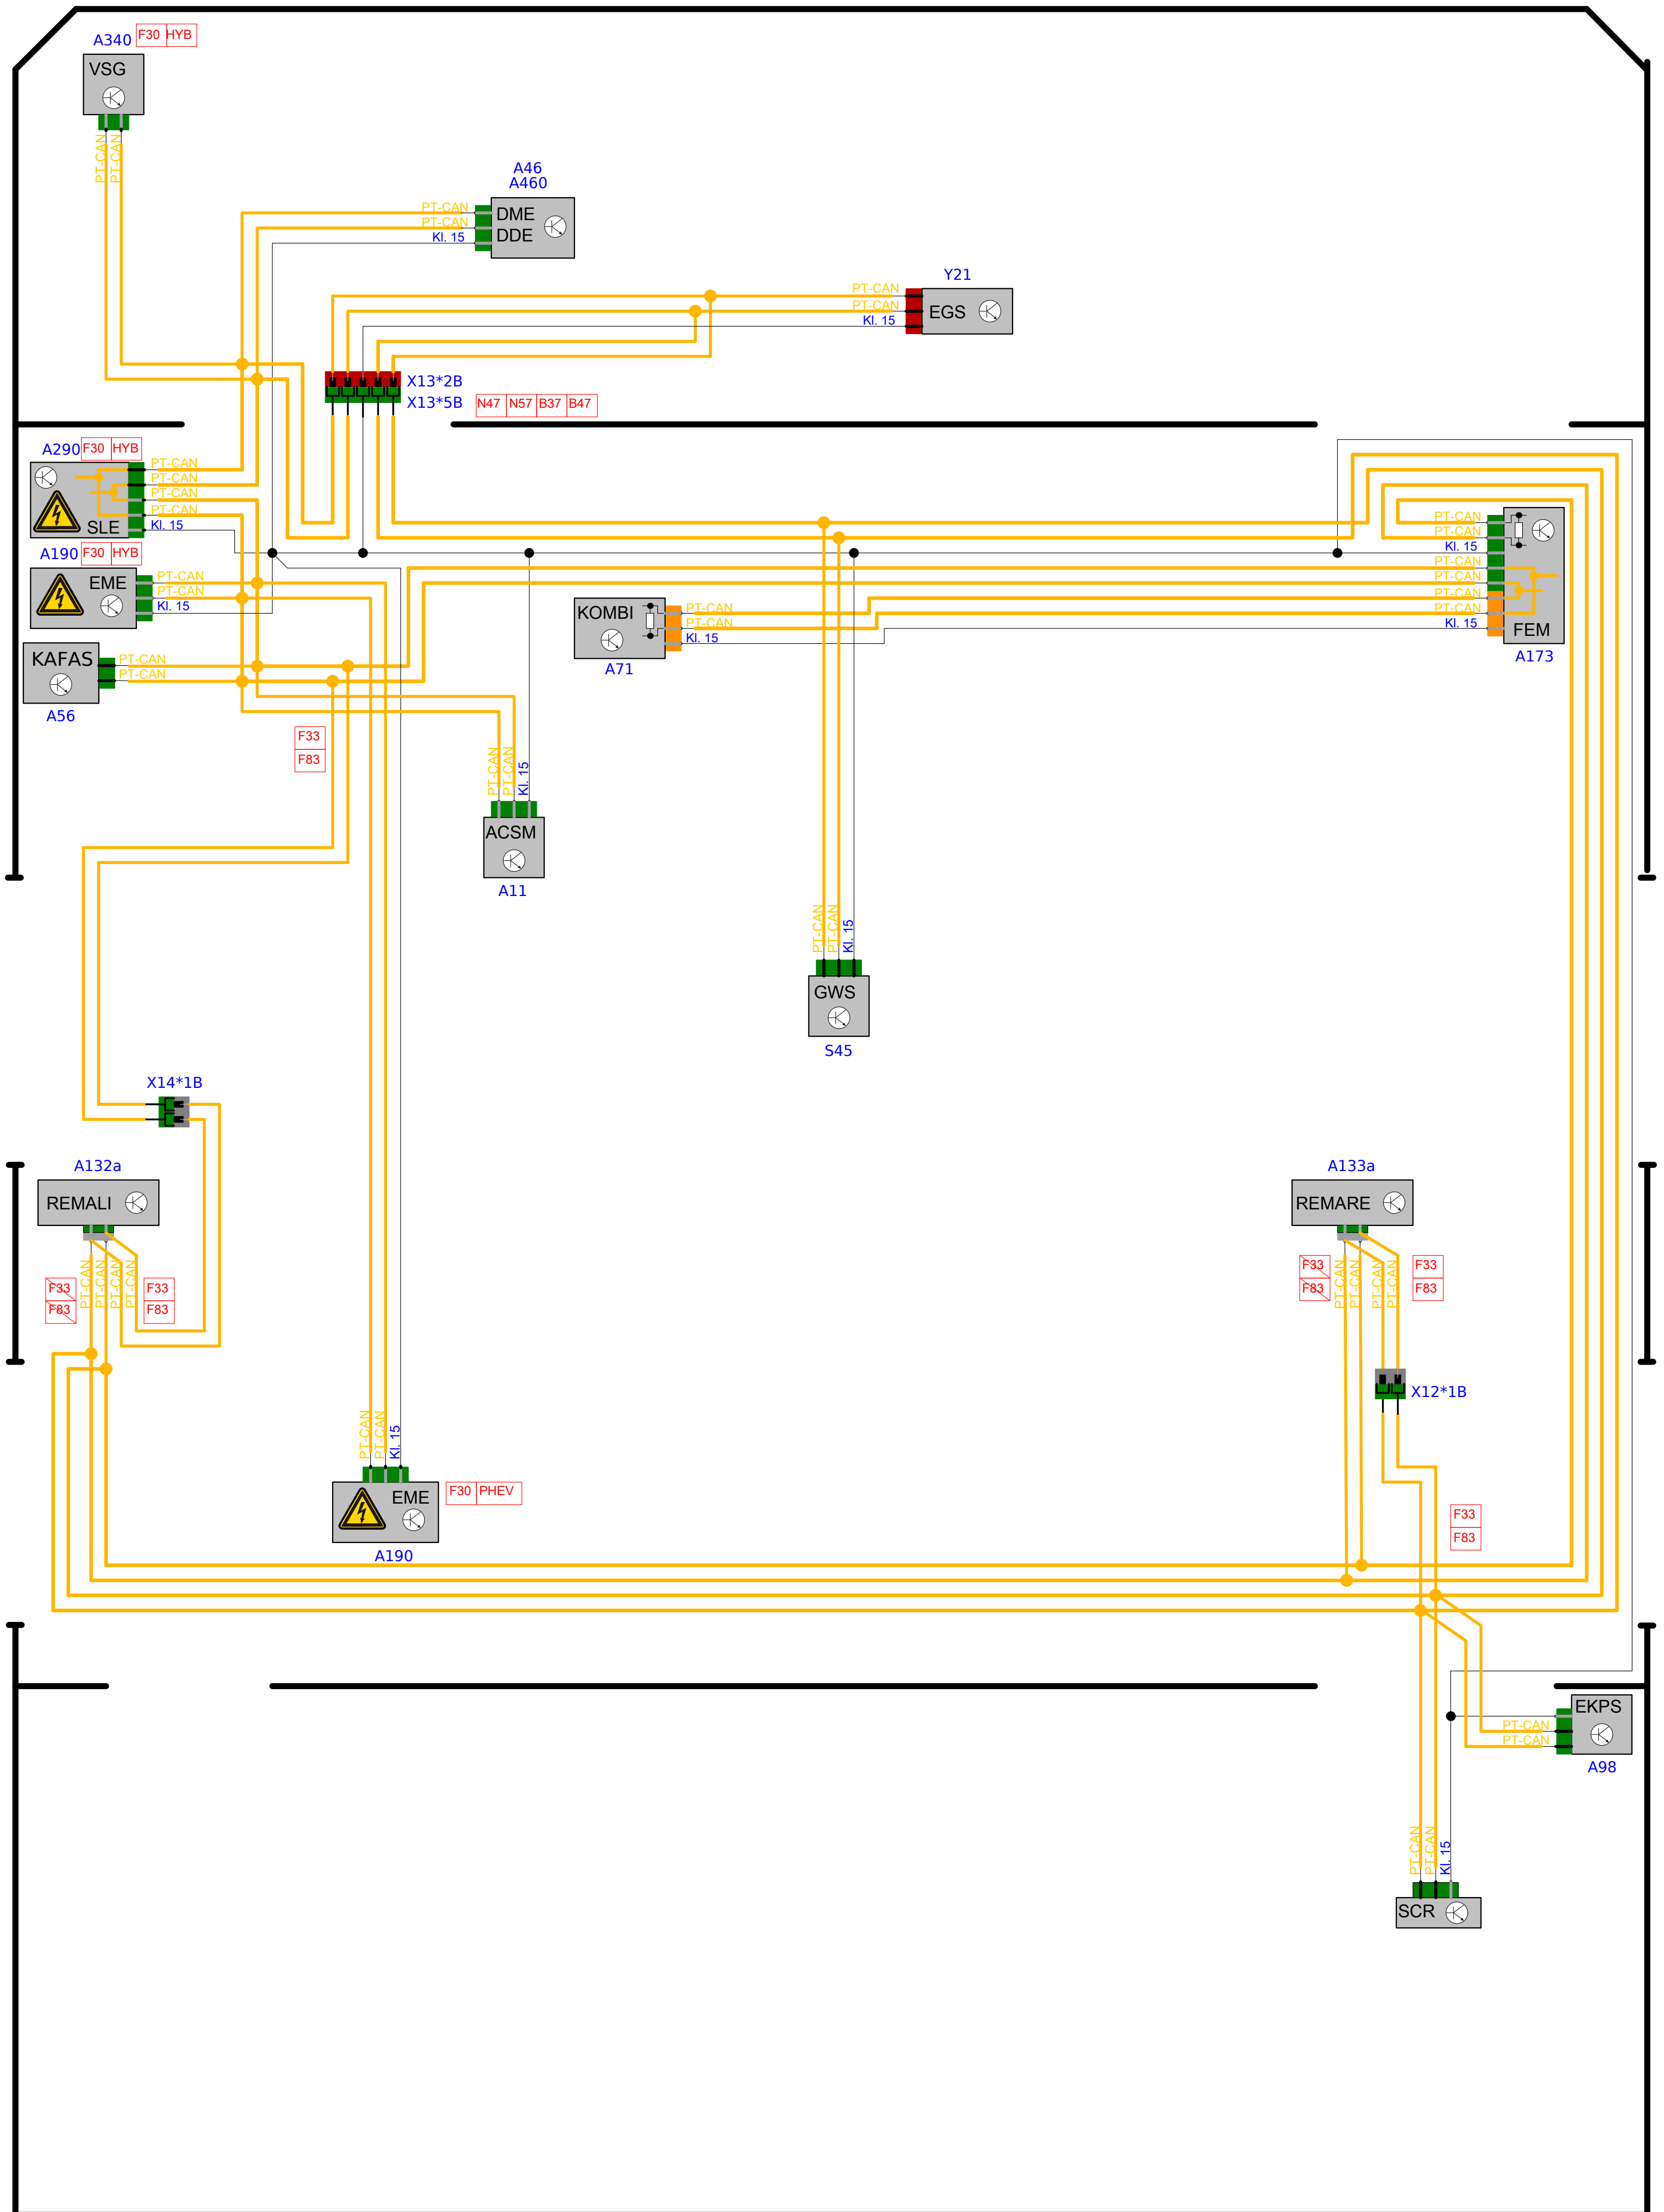 A340 F30 HYB
VSG
PT-CAN
PT-CAN
A46
A460
PT-CAN
PT-CAN
Kl. 15
DME
DDE
Y21
PT-CAN
PT-CAN
Kl. 15
EGS
X13*2B
X13*5B
N47 N57 B37 B47
A290 F30 HYB
SLE
PT-CAN
PT-CAN
PT-CAN
PT-CAN
Kl. 15
A190 F30 HYB
EME
PT-CAN
PT-CAN
Kl. 15
KAFAS
PT-CAN
PT-CAN
A56
KOMBI
PT-CAN
PT-CAN
Kl. 15
A71
PT-CAN
PT-CAN
Kl. 15
PT-CAN
PT-CAN
PT-CAN
PT-CAN
Kl. 15
FEM
A173
F33
F83
PT-CAN
PT-CAN
Kl. 15
ACSM
A11
PT-CAN
PT-CAN
Kl. 15
GWS
S45
X14*1B
A132a
REMALI
F33
F83
PT-CAN
PT-CAN
PT-CAN
PT-CAN
F33
F83
A133a
REMARE
F33
F83
PT-CAN
PT-CAN
PT-CAN
PT-CAN
F33
F83
X12*1B
PT-CAN
PT-CAN
Kl. 15
EME
F30 PHEV
A190
F33
F83
EKPS
PT-CAN
PT-CAN
A98
PT-CAN
PT-CAN
Kl. 15
SCR